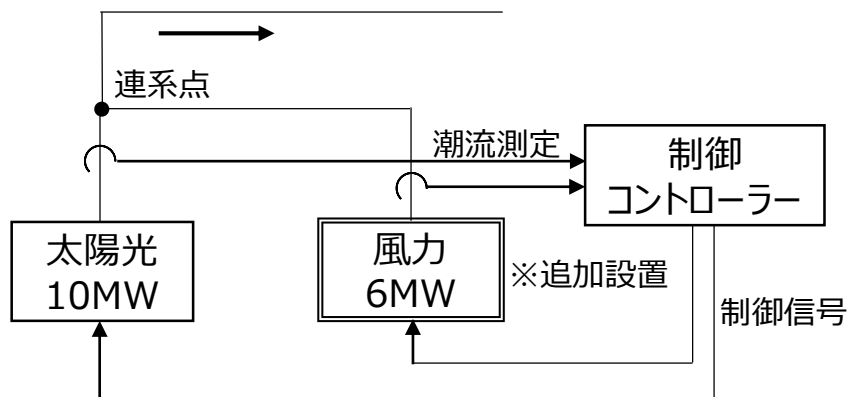 連系点
潮流測定
制御
コントローラー
太陽光
10MW
風力
6MW
※追加設置
制御信号